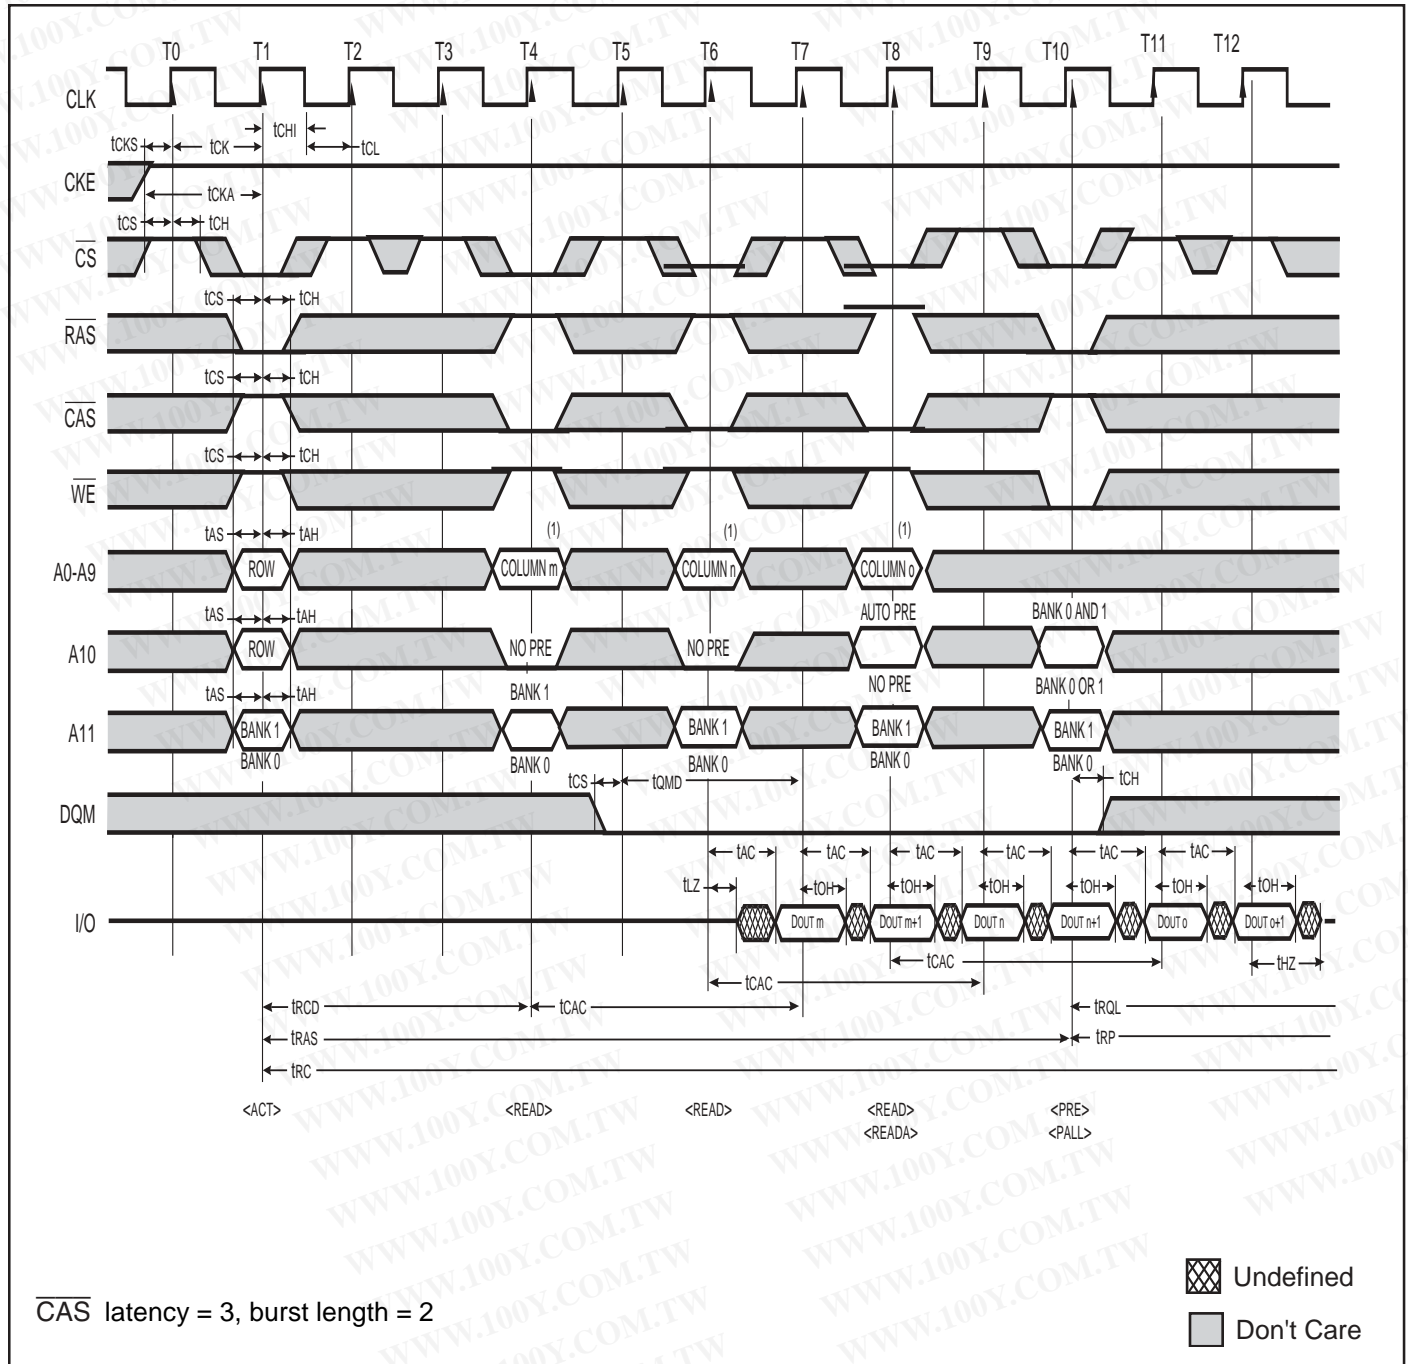 T0 T1 T2 T3 T4 T5 T6 T7 T8 T9 T10 T11 T12
CLK
tCHI
tCKS tCK tCL
CKE
tCKA
tCS tCH
CS
tCS tCH
RAS
tCS tCH
CAS
tCS tCH
WE
tAS tAH (1) (1) (1)
A0-A9 ROW COLUMN m COLUMN n COLUMN o
tAS tAH AUTO PRE BANK 0 AND 1
A10 ROW NO PRE NO PRE
tAS tAH BANK 1 NO PRE BANK 0 OR 1
A11 BANK 1 BANK 1 BANK 1 BANK 1
BANK 0 BANK 0 BANK 0 BANK 0 BANK 0
tCS tQMD tCH
DQM
tAC tAC tAC tAC tAC tAC
tLZ tOH tOH tOH tOH tOH tOH
I/O DOUT m DOUT m+1 DOUT n DOUT n+1 DOUT o DOUT o+1
tCAC tHZ
tCAC
tRCD tCAC tRQL
tRAS tRP
tRC
<ACT> <READ> <READ> <READ> <PRE>
<READA> <PALL>
Undefined
CAS latency = 3, burst length = 2
Don't Care
WWW.100Y.COM.TW